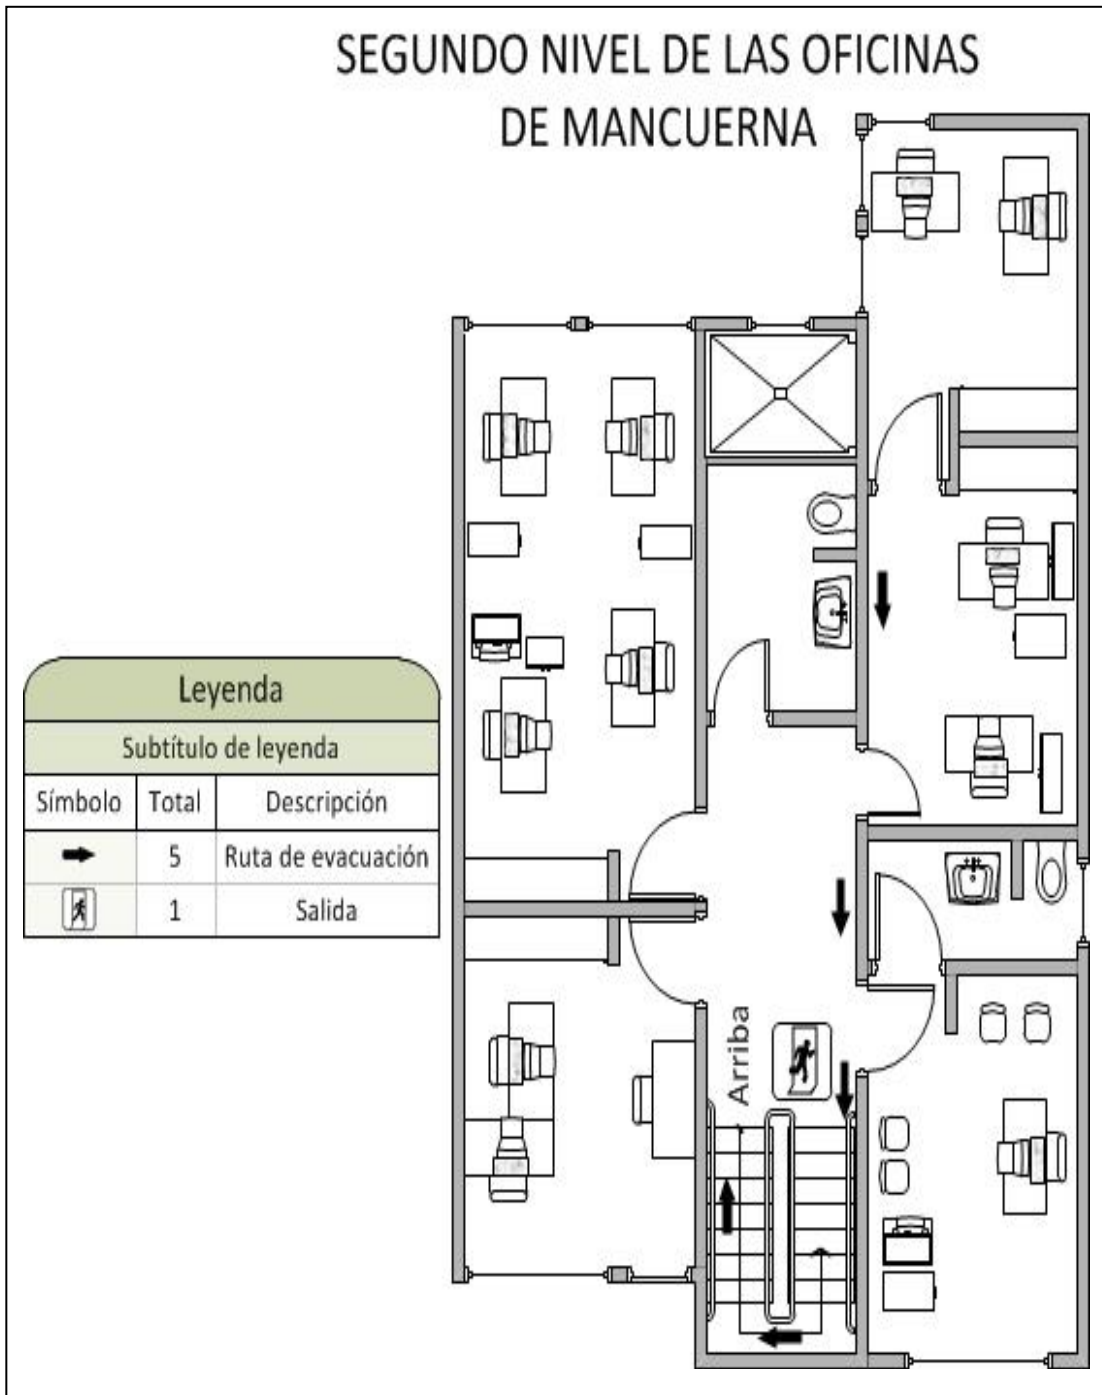 SEGUNDO NIVEL DE LAS OFICINAS
DE MANCUERNA
Leyenda
Subtítulo de leyenda
Símbolo Total Descripción
5 Ruta de evacuación
1 Salida
Arriba